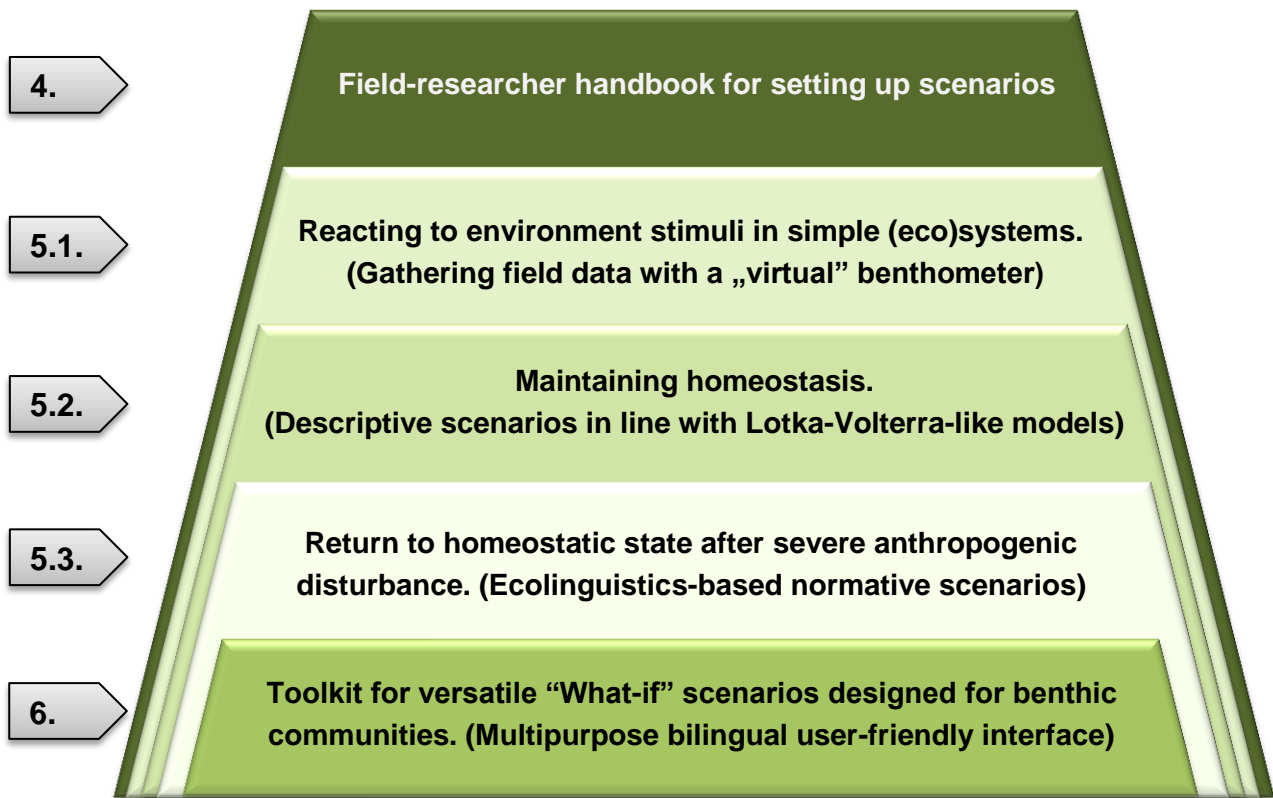 4.
Field-researcher handbook for setting up scenarios
5.1.
Reacting to environment stimuli in simple (eco)systems.
(Gathering field data with a „virtual” benthometer)
5.2.
Maintaining homeostasis.
(Descriptive scenarios in line with Lotka-Volterra-like models)
5.3.
Return to homeostatic state after severe anthropogenic
disturbance. (Ecolinguistics-based normative scenarios)
6.
Toolkit for versatile “What-if” scenarios designed for benthic
communities. (Multipurpose bilingual user-friendly interface)